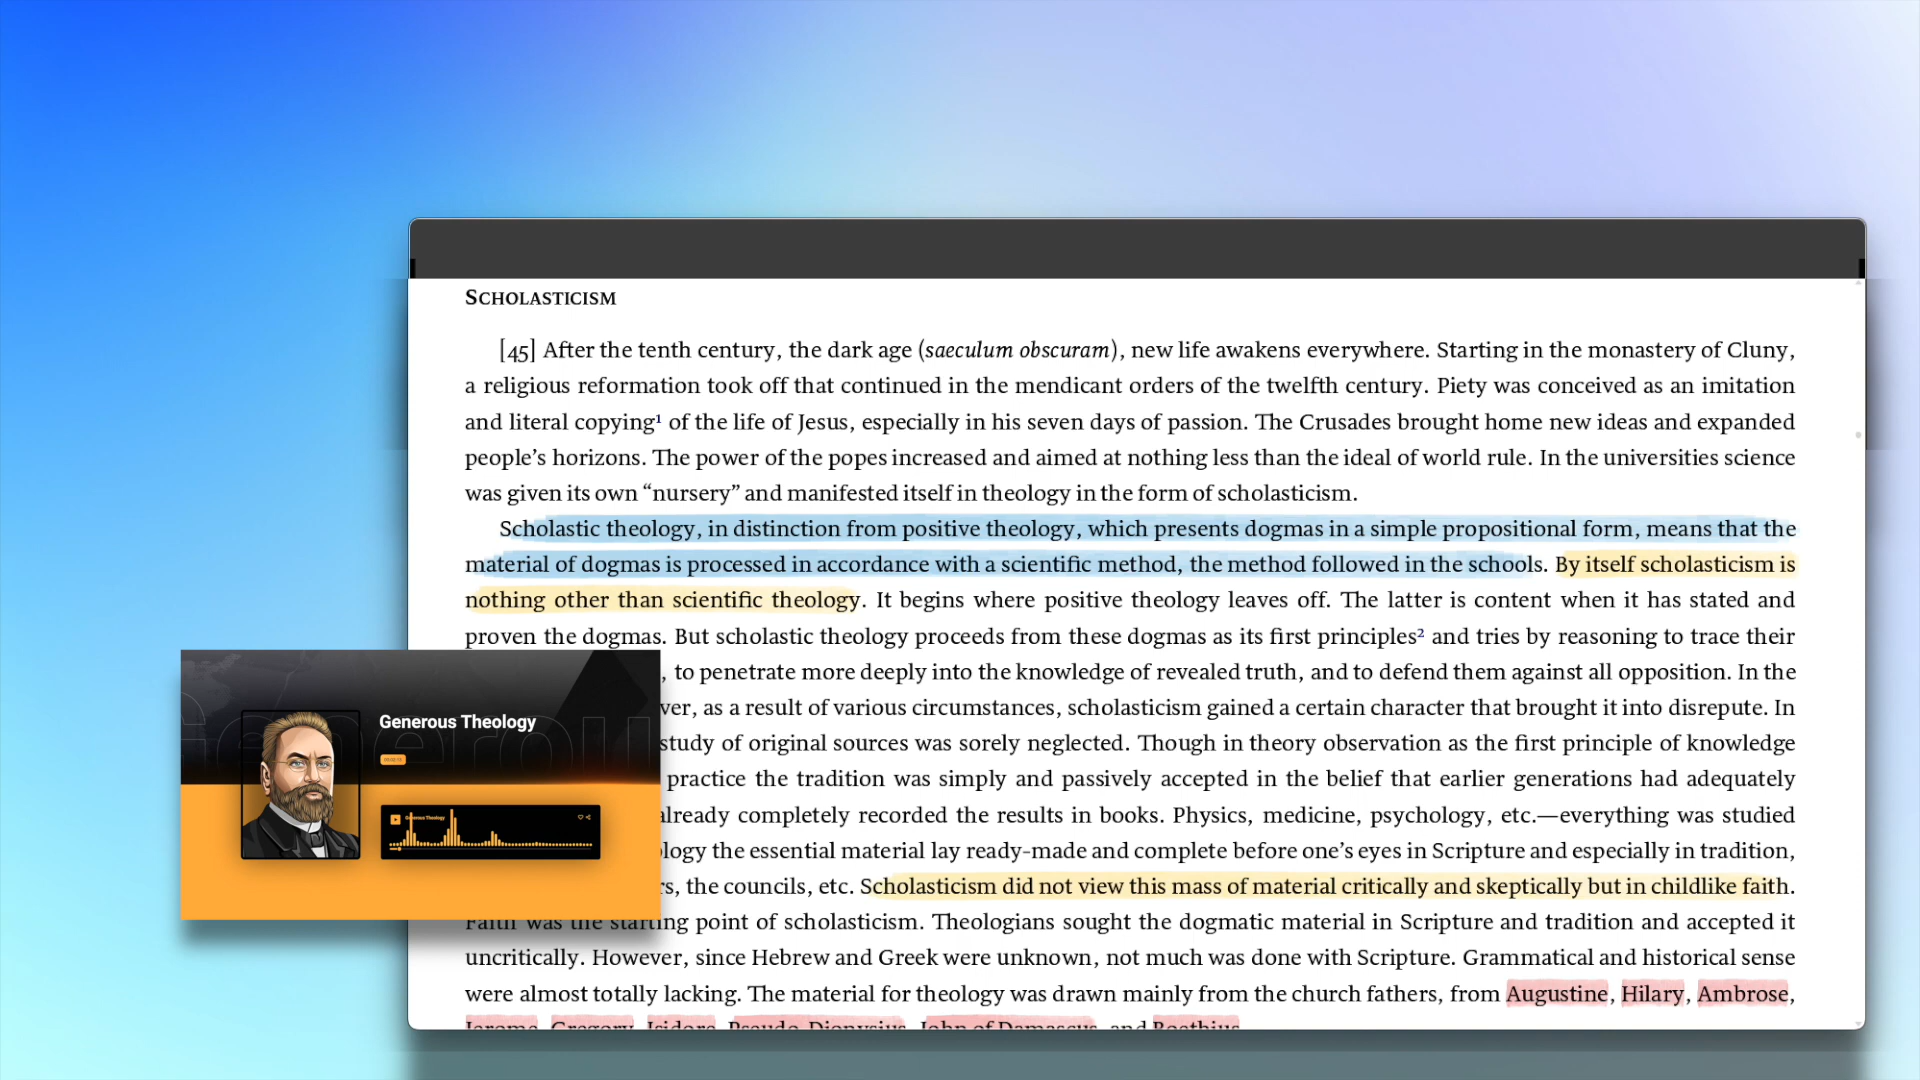 SCHOLASTICISM
[45] After the tenth century, the dark age (saeculum obscuram), new life awakens everywhere. Starting in the monastery of Cluny,
a religious reformation took off that continued in the mendicant orders of the twelfth century. Piety was conceived as an imitation
and literal copying¹ of the life of Jesus, especially in his seven days of passion. The Crusades brought home new ideas and expanded
people’s horizons. The power of the popes increased and aimed at nothing less than the ideal of world rule. In the universities science
was given its own “nursery” and manifested itself in theology in the form of scholasticism.
Scholastic theology, in distinction from positive theology, which presents dogmas in a simple propositional form, means that the
material of dogmas is processed in accordance with a scientific method, the method followed in the schools. By itself scholasticism is
nothing other than scientific theology. It begins where positive theology leaves off. The latter is content when it has stated and
proven the dogmas. But scholastic theology proceeds from these dogmas as its first principles² and tries by reasoning to trace their
, to penetrate more deeply into the knowledge of revealed truth, and to defend them against all opposition. In the
ver, as a result of various circumstances, scholasticism gained a certain character that brought it into disrepute. In
study of original sources was sorely neglected. Though in theory observation as the first principle of knowledge
practice the tradition was simply and passively accepted in the belief that earlier generations had adequately
already completely recorded the results in books. Physics, medicine, psychology, etc.—everything was studied
logy the essential material lay ready-made and complete before one’s eyes in Scripture and especially in tradition,
rs, the councils, etc. Scholasticism did not view this mass of material critically and skeptically but in childlike faith.
Faith was the starting point of scholasticism. Theologians sought the dogmatic material in Scripture and tradition and accepted it
uncritically. However, since Hebrew and Greek were unknown, not much was done with Scripture. Grammatical and historical sense
were almost totally lacking. The material for theology was drawn mainly from the church fathers, from Augustine, Hilary, Ambrose,
Jerome, Gregory, Isidore, Pseudo-Dionysius, John of Damascus, and Boethius
Generous Theology
Generous Theology